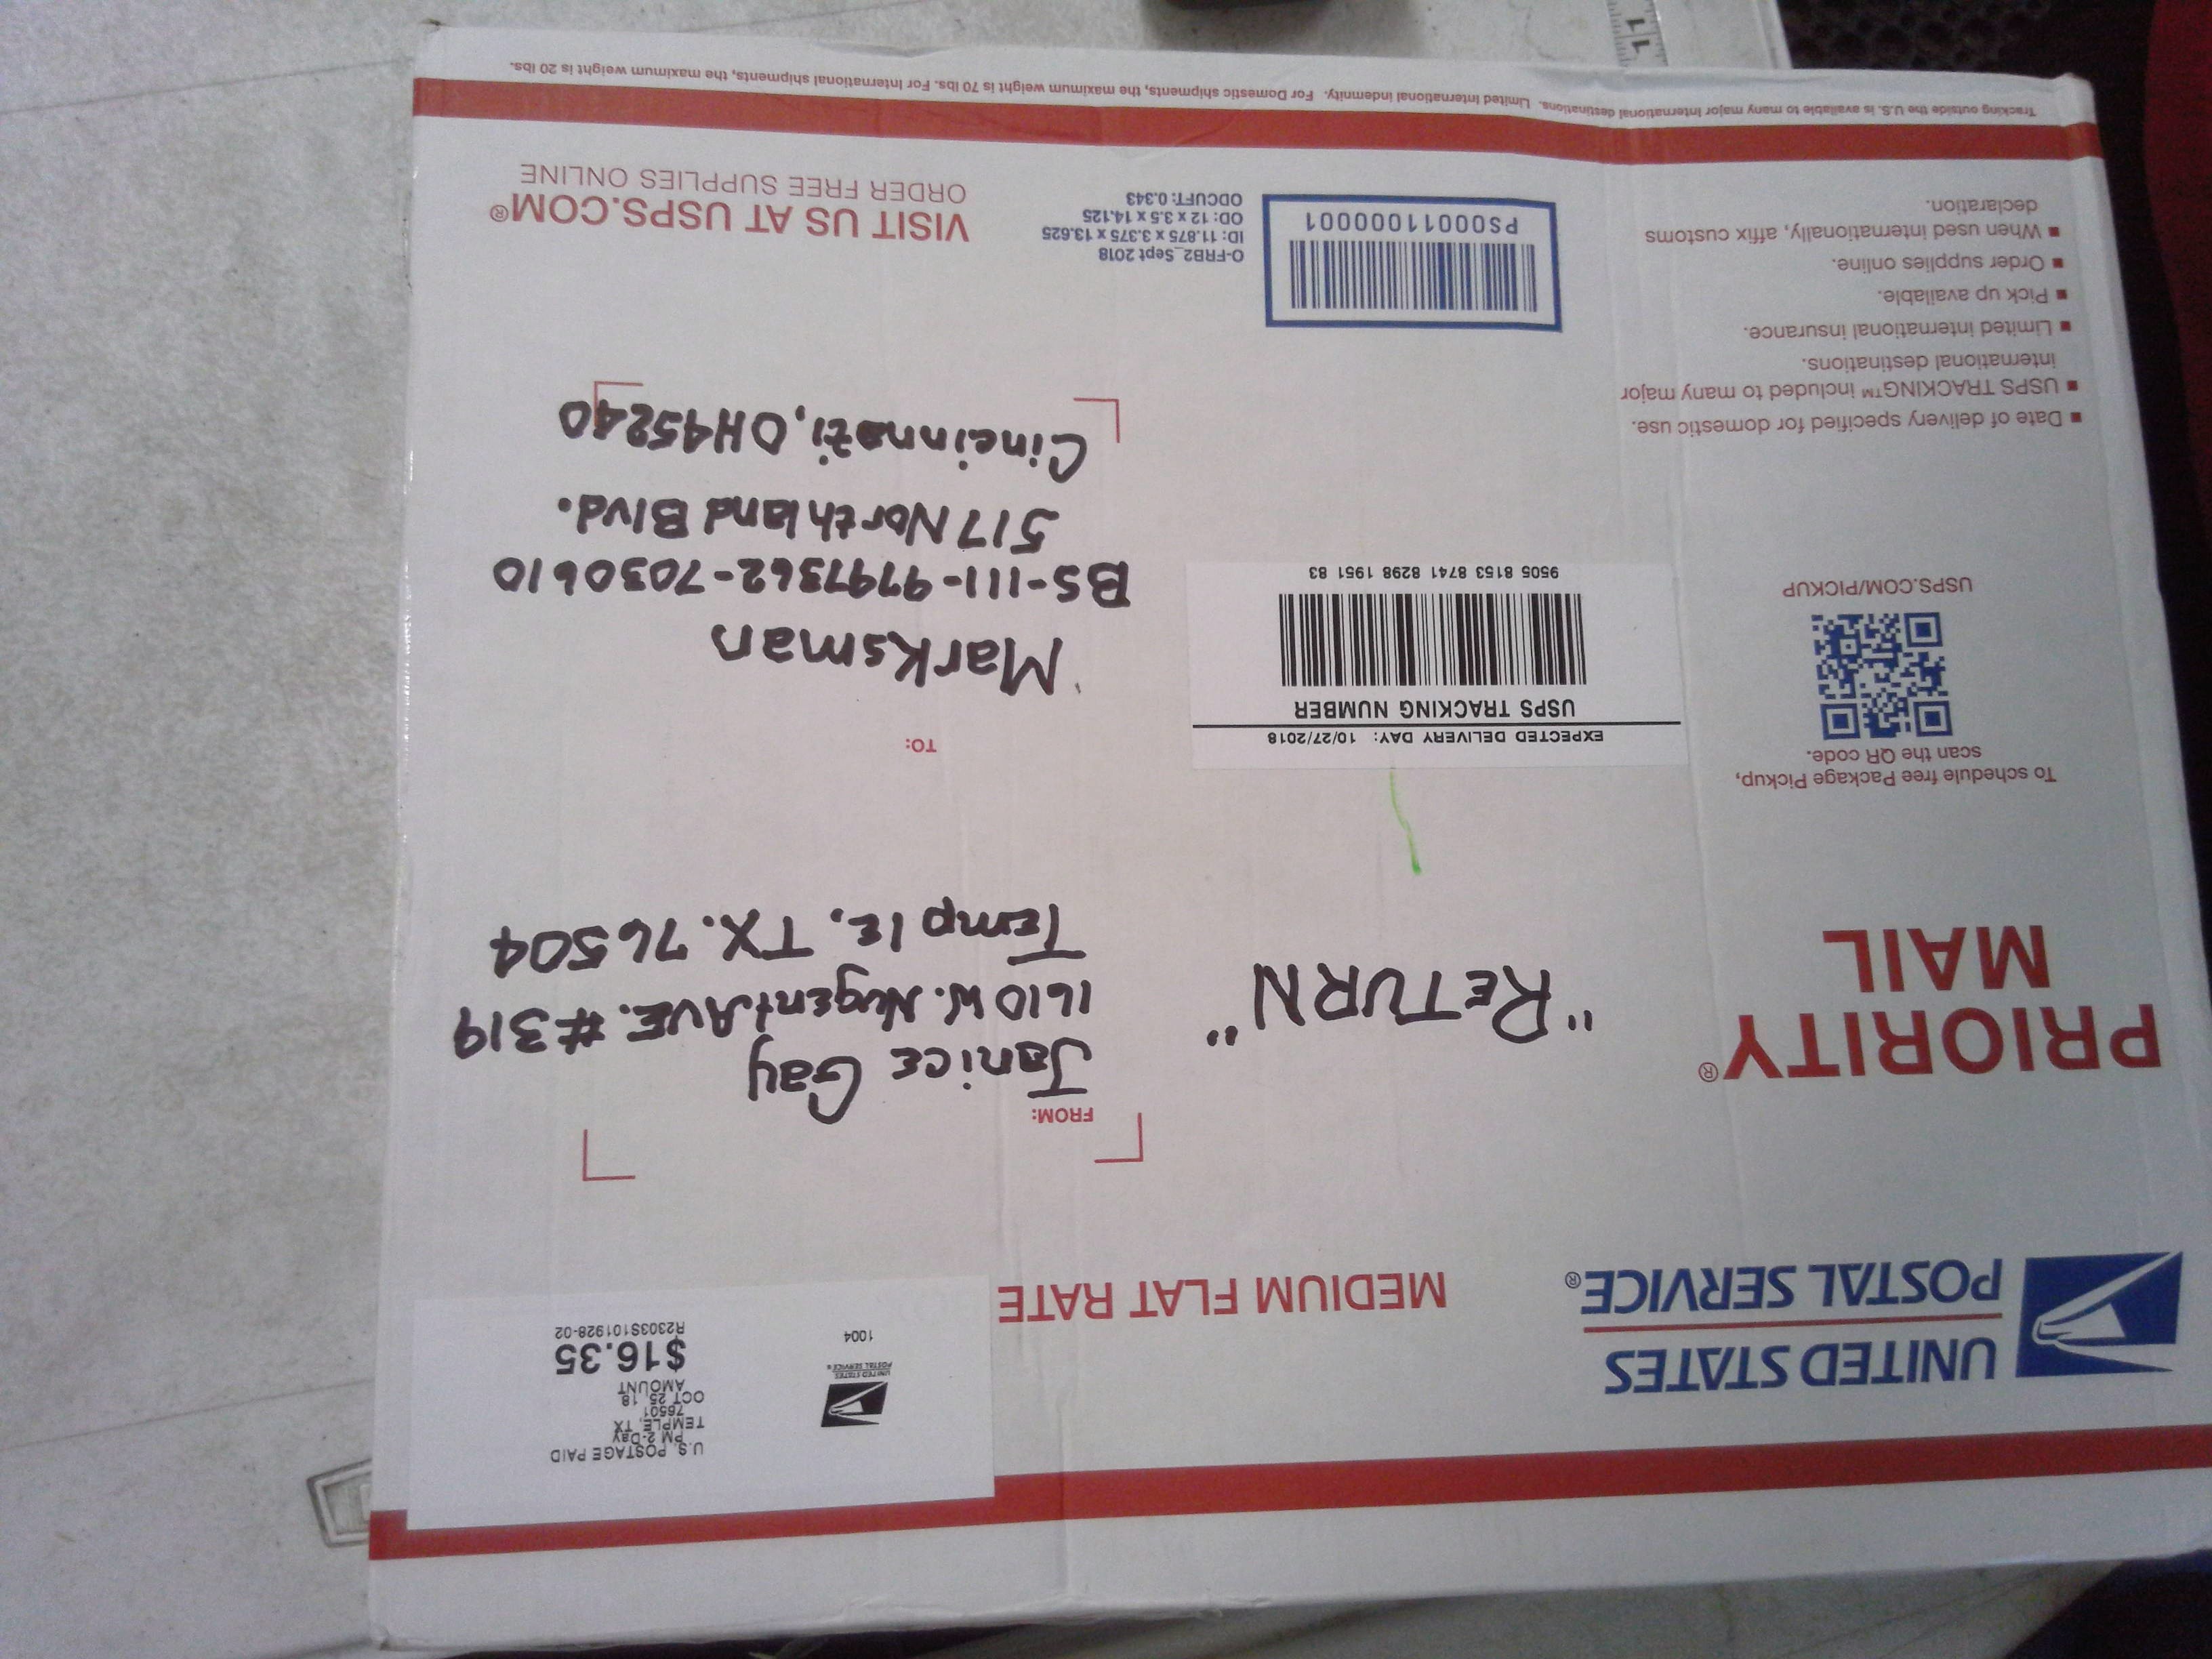 UNITED STATES
POSTAL SERVICE®
MEDIUM FLAT RATE
UNITED STATES
POSTAL SERVICE®
1004
U.S. POSTAGE PAID
PM 2-Day
TEMPLE, TX
76501
OCT 25, 18
AMOUNT
$16.35
R2303S101928-02
PRIORITY®
MAIL
"RETURN"
FROM:
Janice Gay
1610 W. Nugent AVE. #319
Temple, TX. 76504
To schedule free Package Pickup,
scan the QR code.
USPS.COM/PICKUP
EXPECTED DELIVERY DAY: 10/27/2018
USPS TRACKING NUMBER
9505 8153 8741 8298 1951 83
TO:
Marksman
BS-111-9797362-7030610
517 Northland Blvd.
Cincinnati, OH 45240
■ Date of delivery specified for domestic use.
■ USPS TRACKING™ included to many major
international destinations.
■ Limited international insurance.
■ Pick up available.
■ Order supplies online.
■ When used internationally, affix customs
declaration.
PS00011000001
O-FRB2_Sept 2018
ID: 11.875 x 3.375 x 13.625
OD: 12 x 3.5 x 14.125
ODCUFT: 0.343
VISIT US AT USPS.COM®
ORDER FREE SUPPLIES ONLINE
Tracking outside the U.S. is available to many major international destinations. Limited international indemnity. For Domestic shipments, the maximum weight is 70 lbs. For International shipments, the maximum weight is 20 lbs.
11